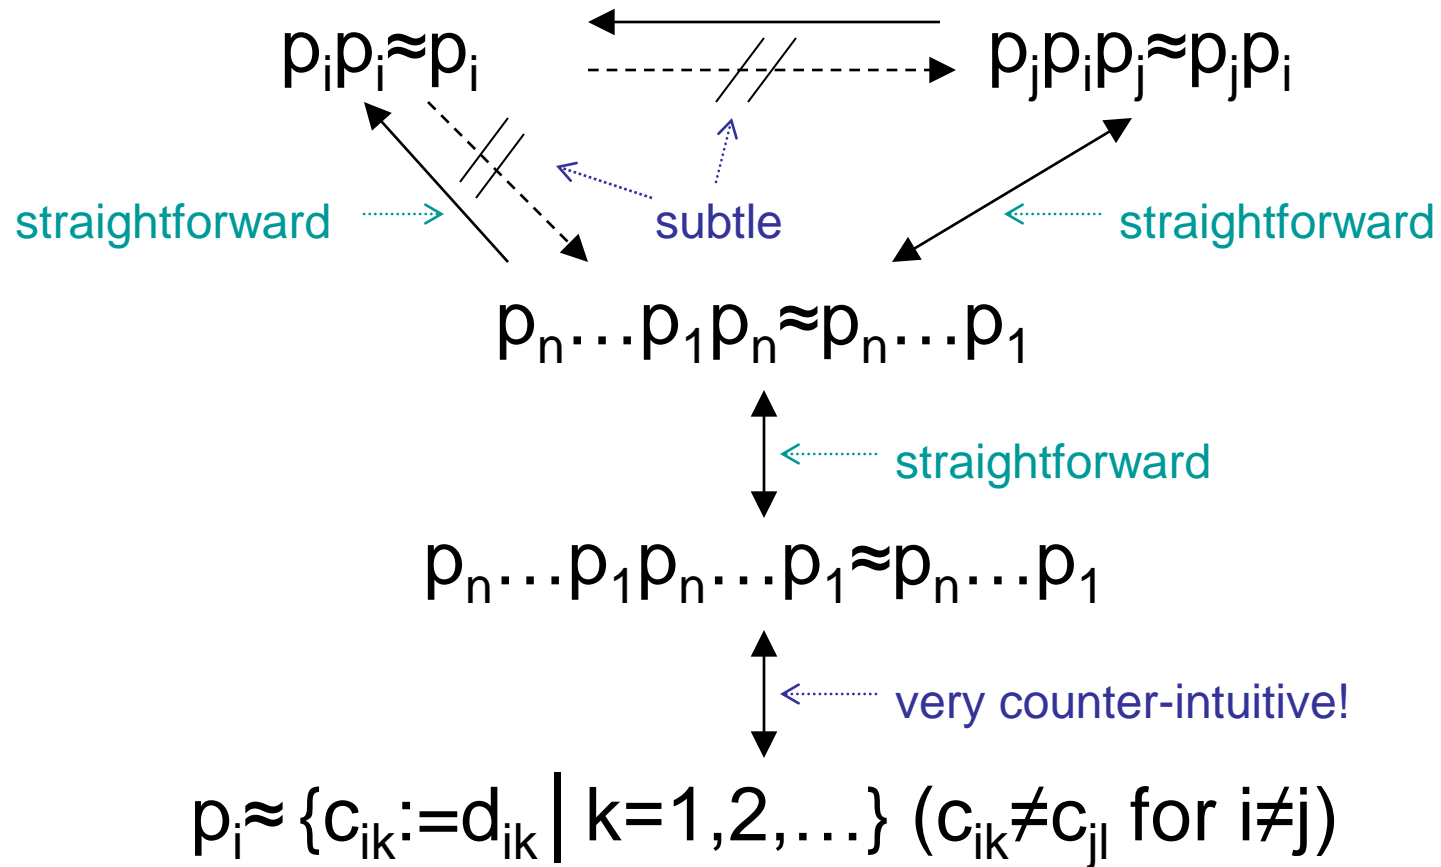 pᵢpᵢ≈pᵢ pⱼpᵢpⱼ≈pⱼpᵢ
straightforward subtle straightforward
pₙ…p₁pₙ≈pₙ…p₁
straightforward
pₙ…p₁pₙ…p₁≈pₙ…p₁
very counter-intuitive!
pᵢ≈{cᵢₖ:=dᵢₖ|k=1,2,…} (cᵢₖ≠cⱼₗ for i≠j)